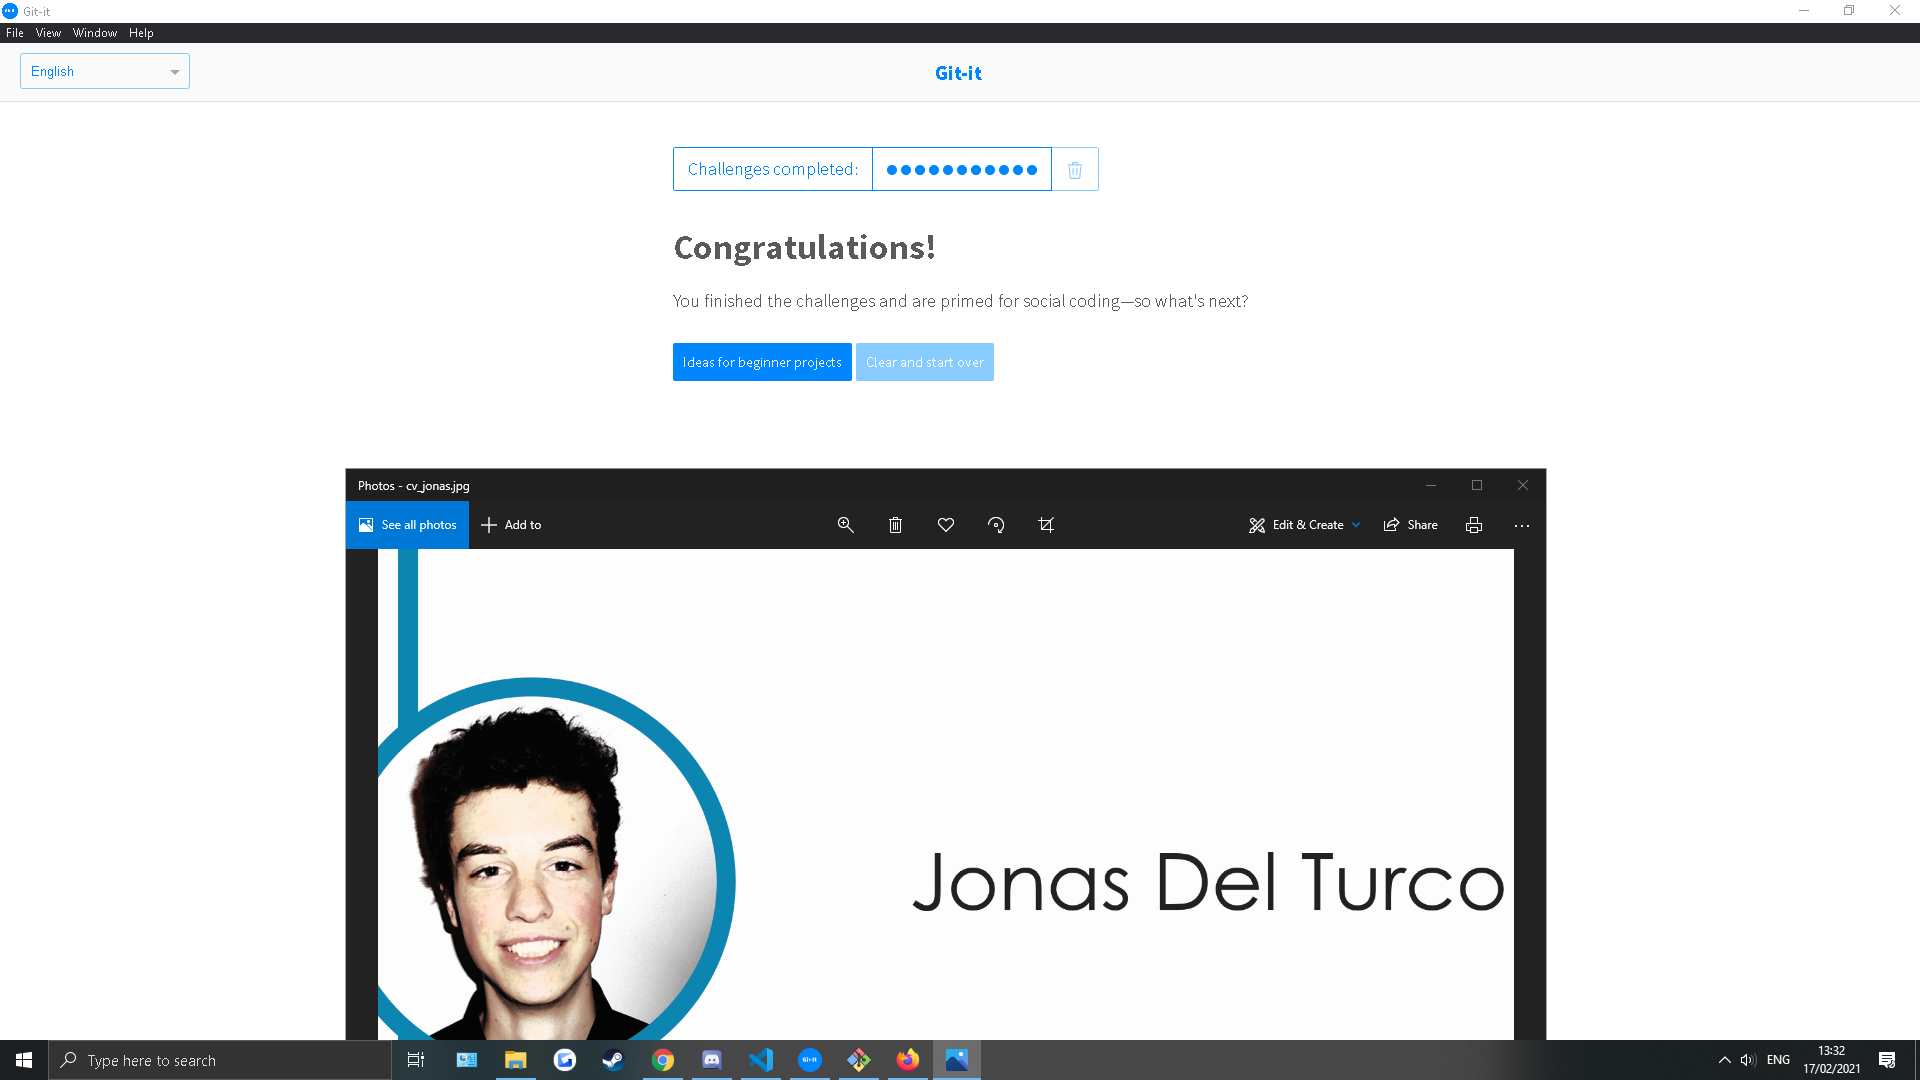 Git-it
File View Window Help
English
Git-it
Challenges completed:
Congratulations!
You finished the challenges and are primed for social coding—so what's next?
Ideas for beginner projects
Clear and start over
Photos - cv_jonas.jpg
See all photos
Add to
Edit & Create
Share
Jonas Del Turco
Type here to search
Git-it
ENG
13:32
17/02/2021